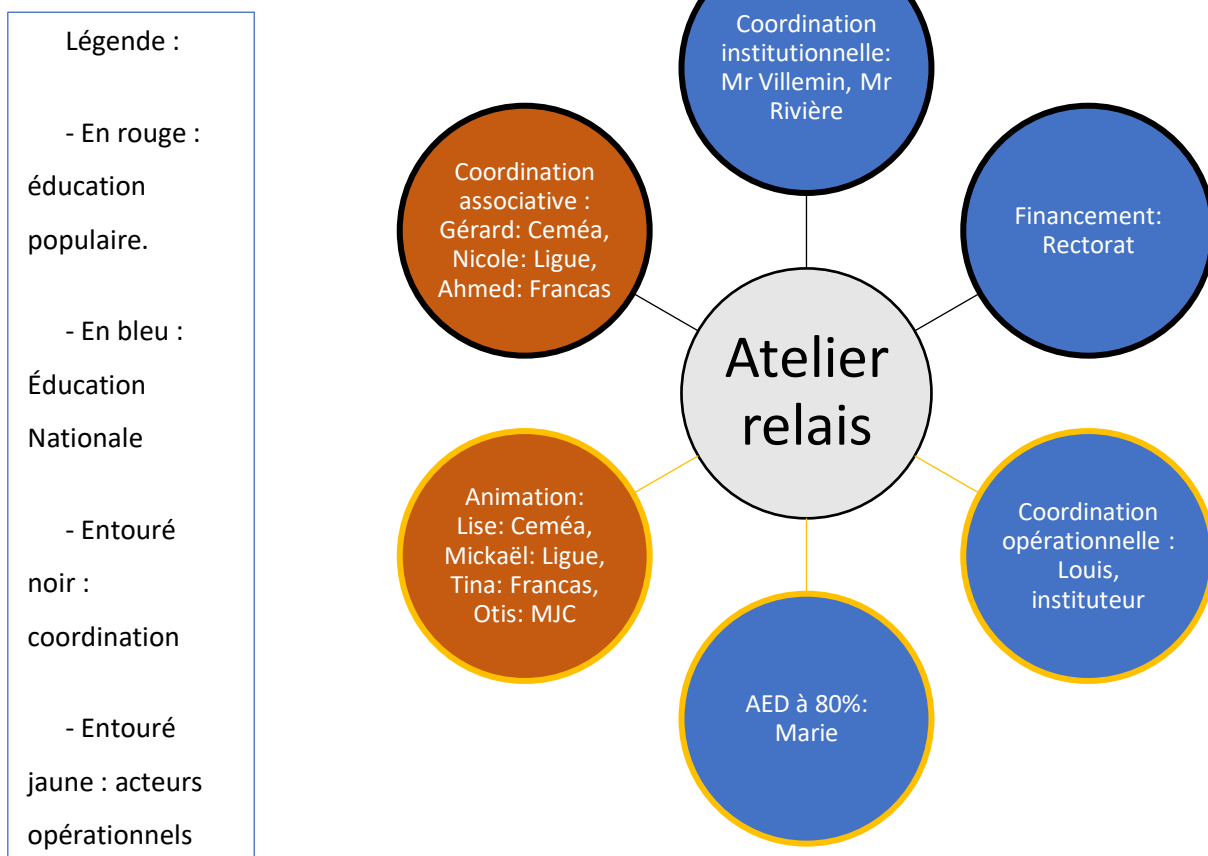 Légende :
- En rouge :
éducation
populaire.
- En bleu :
Éducation
Nationale
- Entouré
noir :
coordination
- Entouré
jaune : acteurs
opérationnels
Coordination
institutionnelle:
Mr Villemin, Mr
Rivière
Coordination
associative :
Gérard: Ceméa,
Nicole: Ligue,
Ahmed: Francas
Financement:
Rectorat
Atelier
relais
Animation:
Lise: Ceméa,
Mickaël: Ligue,
Tina: Francas,
Otis: MJC
Coordination
opérationnelle :
Louis,
instituteur
AED à 80%:
Marie